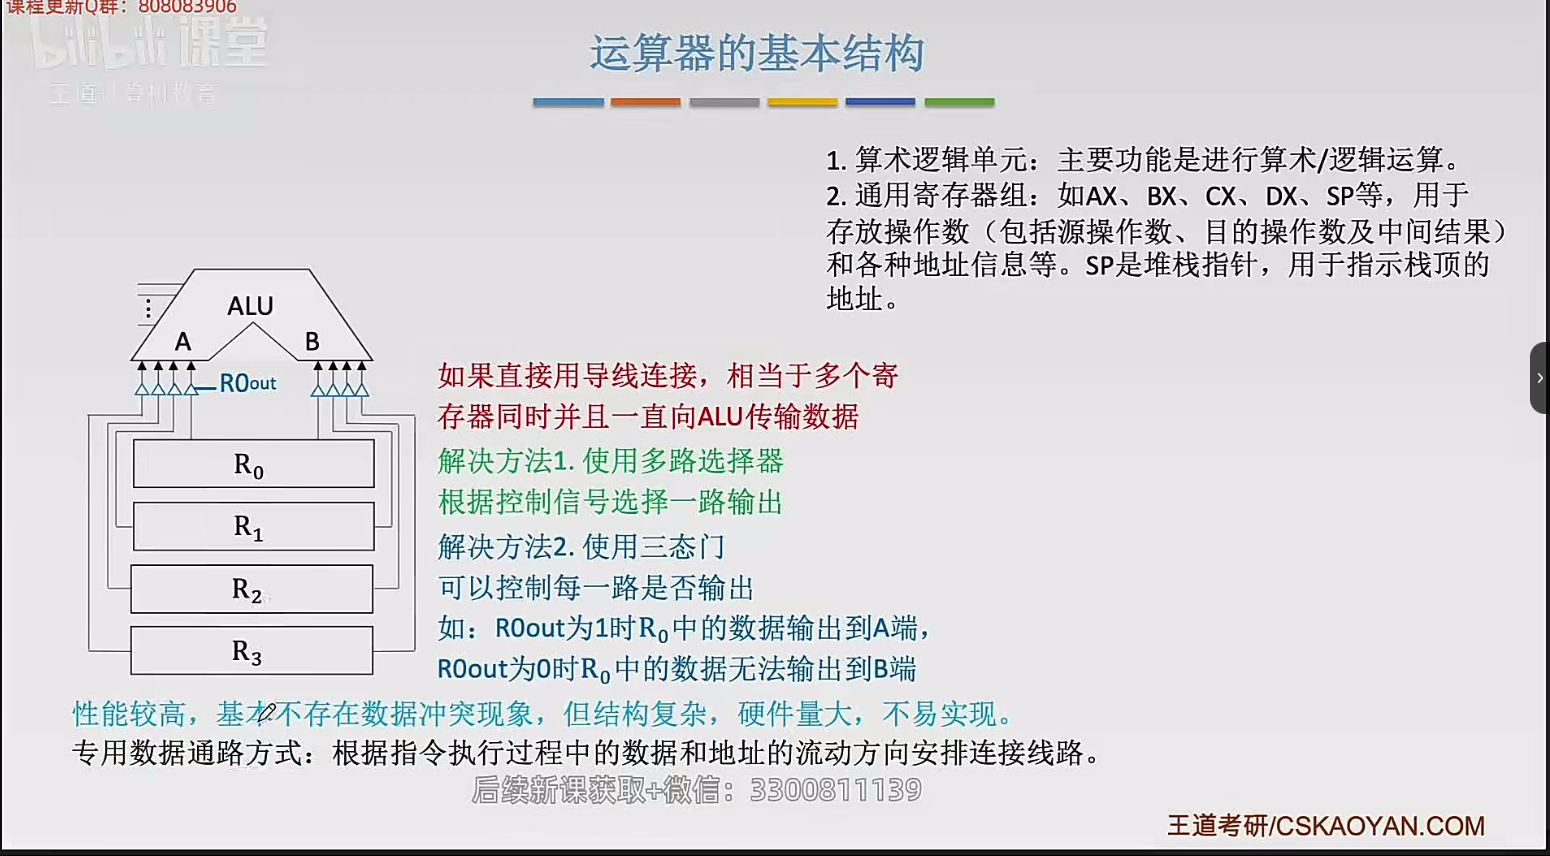 课程更新Q群：808083906
bilibili课堂
王道计算机教育
运算器的基本结构
1. 算术逻辑单元：主要功能是进行算术/逻辑运算。
2. 通用寄存器组：如AX、BX、CX、DX、SP等，用于
存放操作数（包括源操作数、目的操作数及中间结果）
和各种地址信息等。SP是堆栈指针，用于指示栈顶的
地址。
ALU
A
B
R0out
R0
R1
R2
R3
如果直接用导线连接，相当于多个寄
存器同时并且一直向ALU传输数据
解决方法1. 使用多路选择器
根据控制信号选择一路输出
解决方法2. 使用三态门
可以控制每一路是否输出
如：R0out为1时R0中的数据输出到A端，
R0out为0时R0中的数据无法输出到B端
性能较高，基本不存在数据冲突现象，但结构复杂，硬件量大，不易实现。
专用数据通路方式：根据指令执行过程中的数据和地址的流动方向安排连接线路。
后续新课获取+微信：3300811139
王道考研/CSKAOYAN.COM